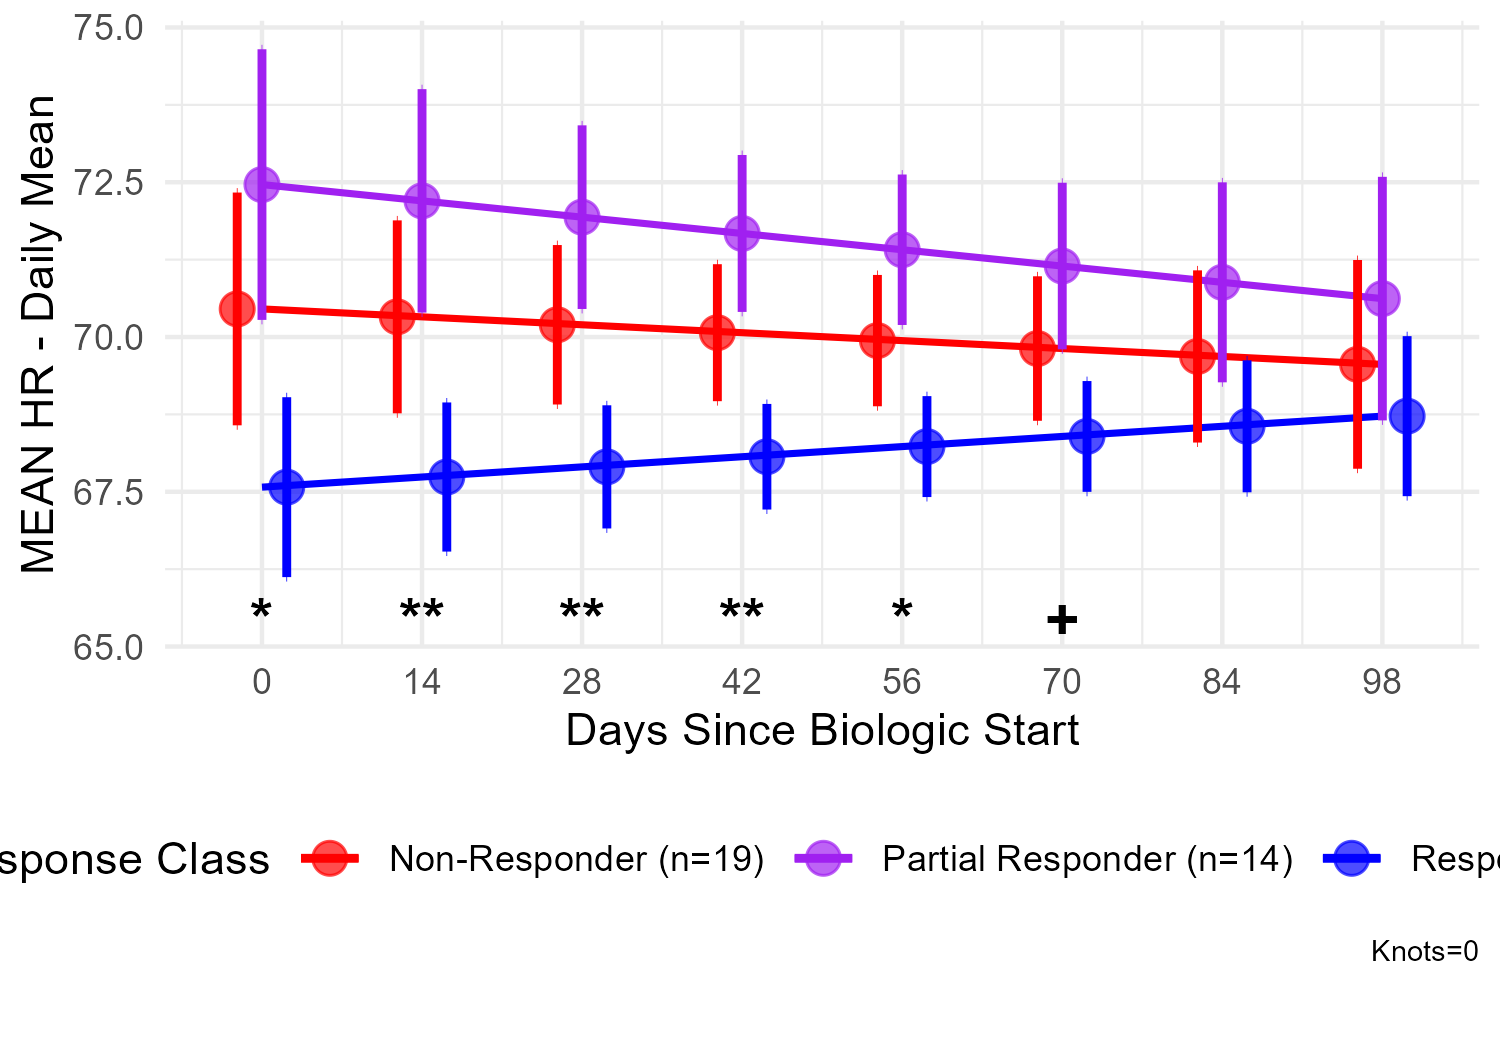 75.0
72.5
70.0
67.5
65.0
MEAN HR - Daily Mean
* ** ** ** * +
0 14 28 42 56 70 84 98
Days Since Biologic Start
sponse Class Non-Responder (n=19) Partial Responder (n=14) Respo
Knots=0